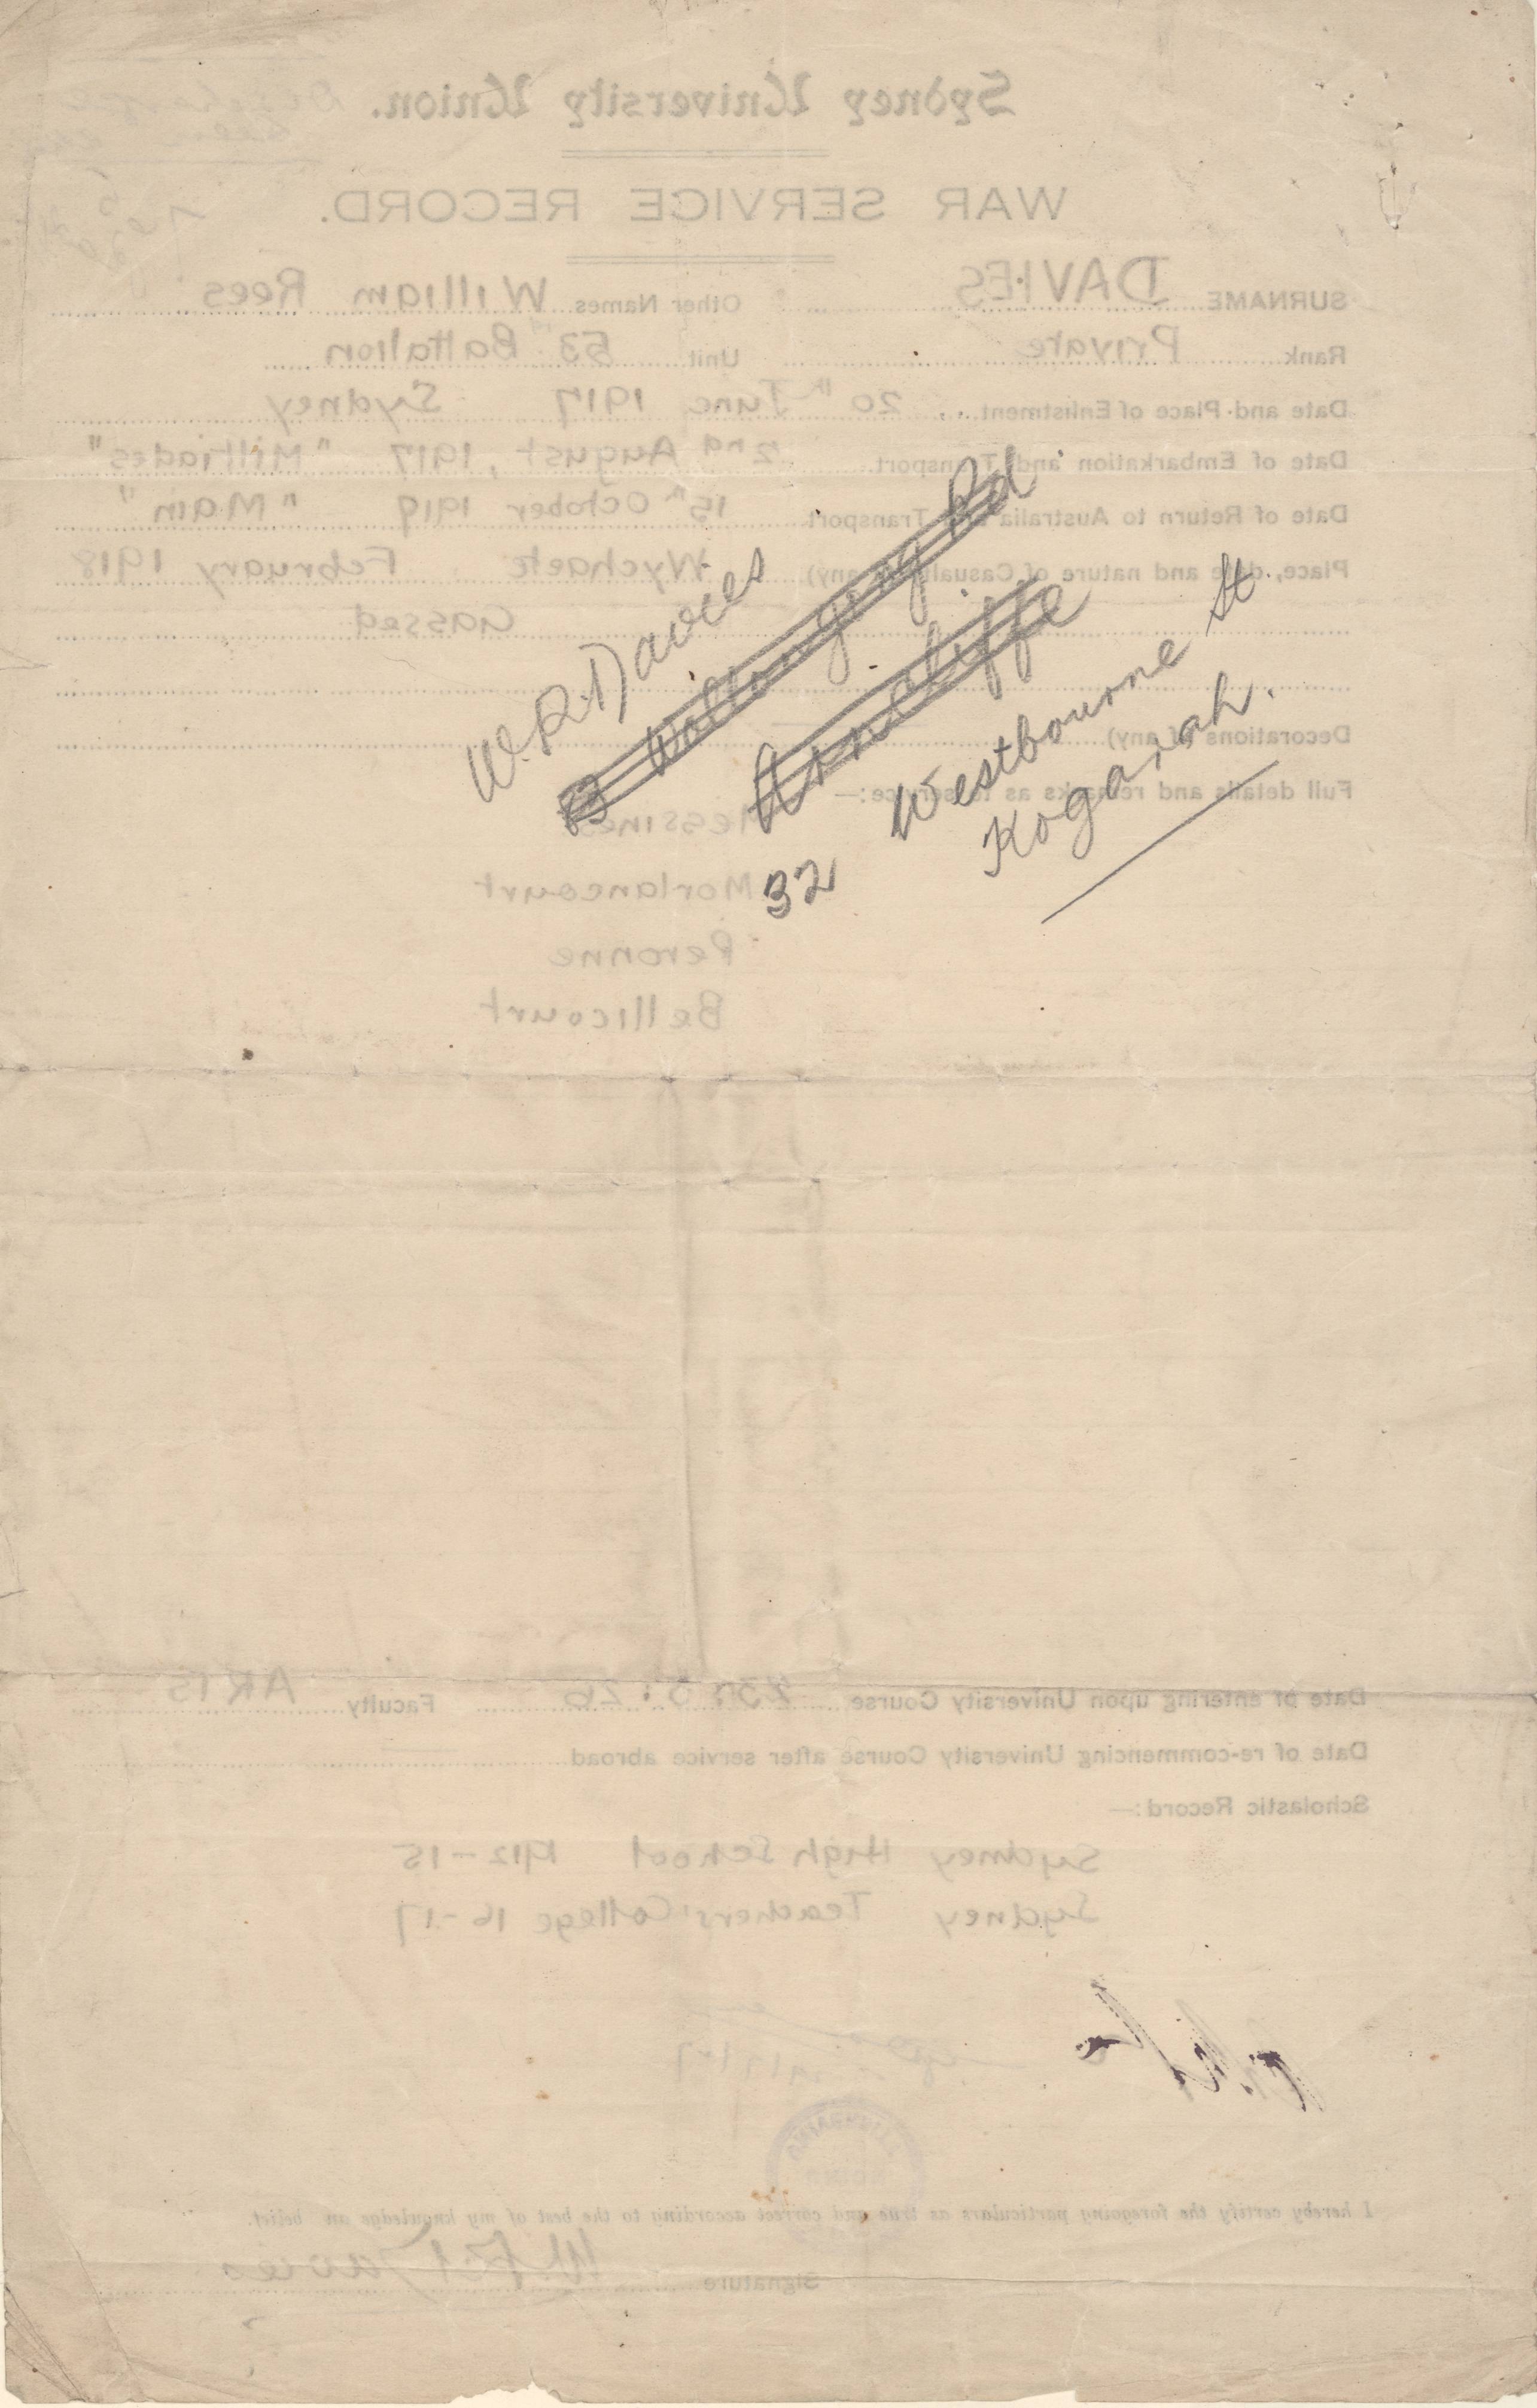 Sydney University Union.
WAR SERVICE RECORD.
SURNAME DAVIES Other Names William Rees
Rank Private Unit 53rd Battalion
Date and Place of Enlistment 20th June 1917 Sydney
Date of Embarkation and Transport 2nd August, 1917 "Miltiades"
Date of Return to Australia and Transport 15th October 1919 "Main"
Place, date and nature of Casualty (if any) Wychaete February 1918
Gassed
Decorations (if any)
Full details and remarks as to service:—
Messines
Morlancourt
Peronne
Bellicourt
W. R. Davies
Wollongong Rd
Arncliffe
32 Westbourne St
Kogarah.
Date of entering upon University Course Faculty ARTS
Date of re-commencing University Course after service abroad
Scholastic Record:—
Sydney High School 1912-15
Sydney Teachers' College 16-17
I hereby certify the foregoing particulars as true and correct according to the best of my knowledge an belief.
Signature W. R. Davies